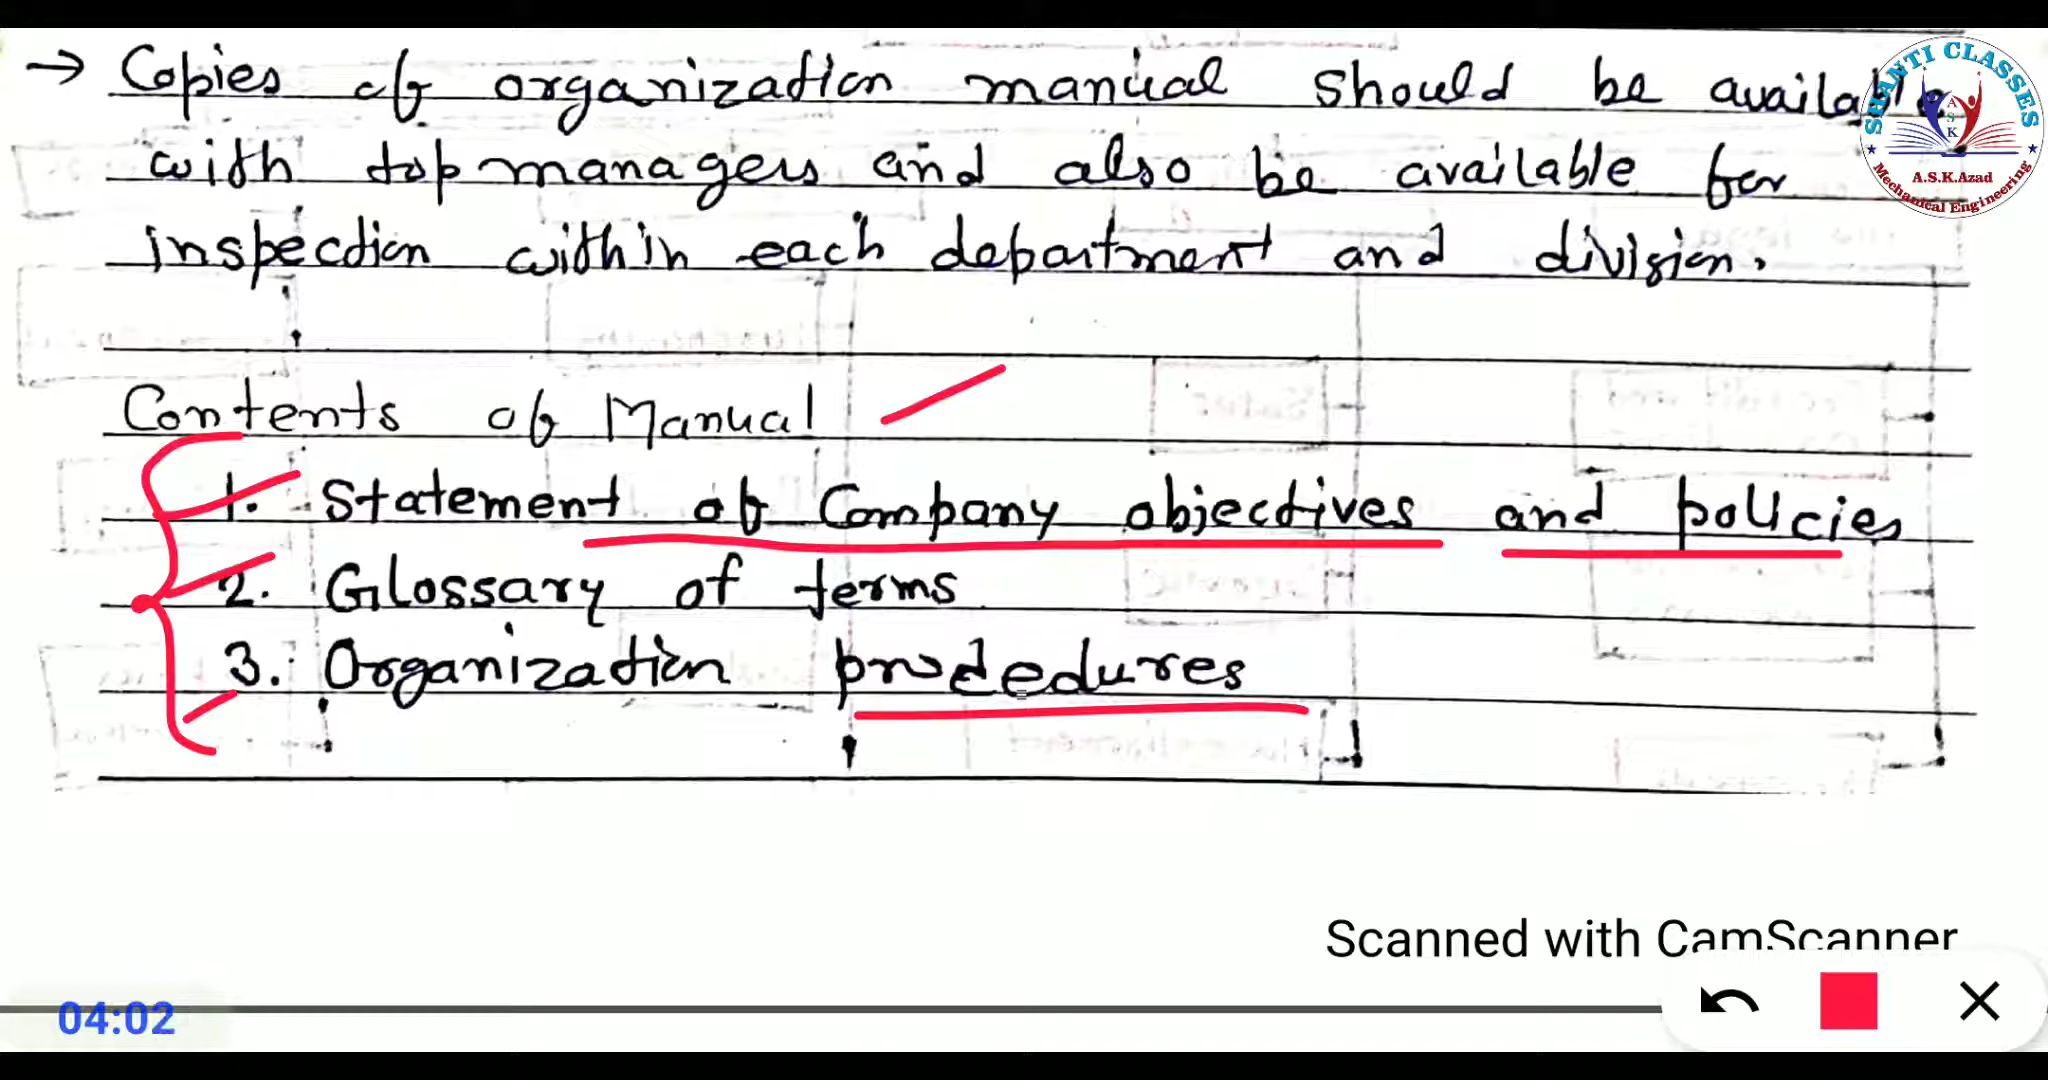 → Copies of organization manual should be available
with top managers and also be available for
inspection within each department and division.
Contents of Manual
1. Statement of Company objectives and policies
2. Glossary of terms
3. Organization procedures
SHANTI CLASSES
ASK
A.S.K.Azad
Mechanical Engineering
Scanned with CamScanner
04:02